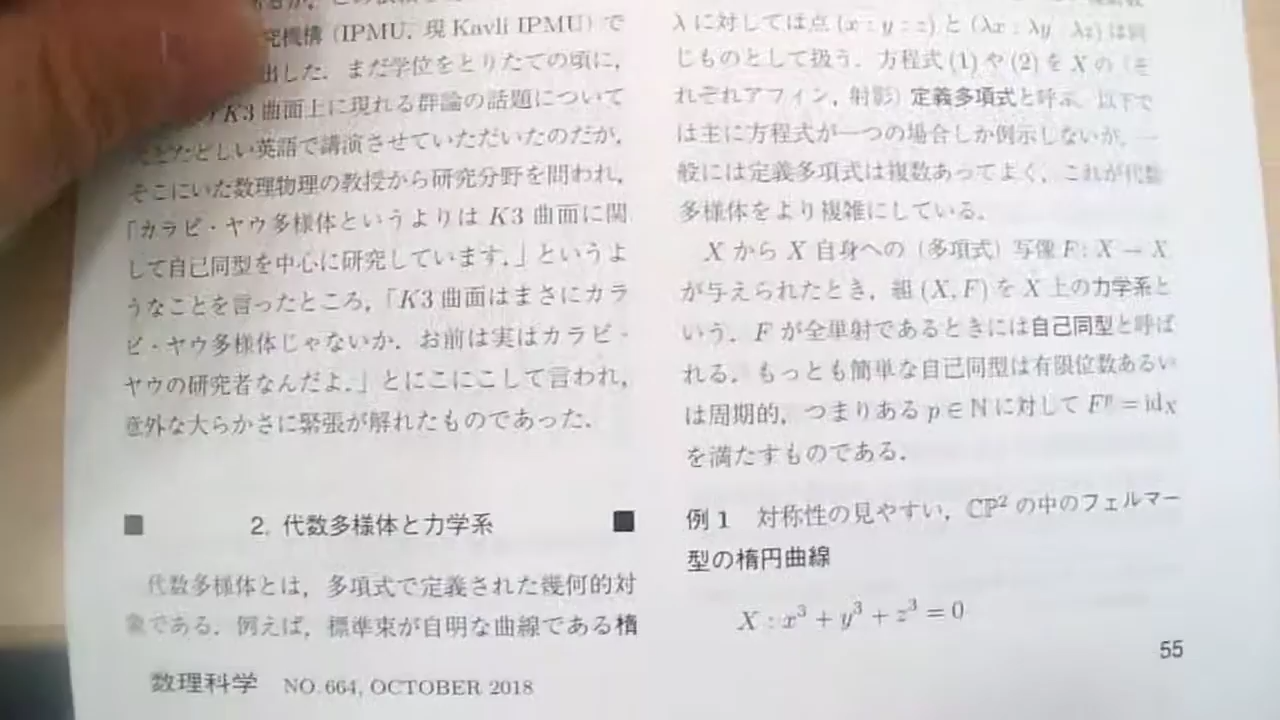 究機構 (IPMU, 現 Kavli IPMU) で
出した．まだ学位をとりたての頃に，
K3 曲面上に現れる群論の話題について
たどたどしい英語で講演させていただいたのだが，
そこにいた数理物理の教授から研究分野を問われ，
「カラビ・ヤウ多様体というよりは K3 曲面に関
して自己同型を中心に研究しています．」というよ
うなことを言ったところ，「K3 曲面はまさにカラ
ビ・ヤウ多様体じゃないか．お前は実はカラビ・
ヤウの研究者なんだよ．」とにこにこして言われ，
意外な大らかさに緊張が解れたものであった．
■ 2. 代数多様体と力学系 ■
代数多様体とは，多項式で定義された幾何的対
象である．例えば，標準束が自明な曲線である楕
数理科学 NO. 664, OCTOBER 2018
λ に対しては点 (x : y : z) と (λx : λy : λz) は同
じものとして扱う．方程式 (1) や (2) を X の（そ
れぞれアフィン，射影）定義多項式と呼ぶ．以下で
は主に方程式が一つの場合しか例示しないが，一
般には定義多項式は複数あってよく，これが代数
多様体をより複雑にしている．
X から X 自身への（多項式）写像 F : X → X
が与えられたとき，組 (X, F) を X 上の力学系と
いう．F が全単射であるときには自己同型と呼ば
れる．もっとも簡単な自己同型は有限位数あるい
は周期的，つまりある p ∈ ℕ に対して Fᵖ = id_X
を満たすものである．
例 1 対称性の見やすい，ℂℙ² の中のフェルマー
型の楕円曲線
X : x³ + y³ + z³ = 0
55